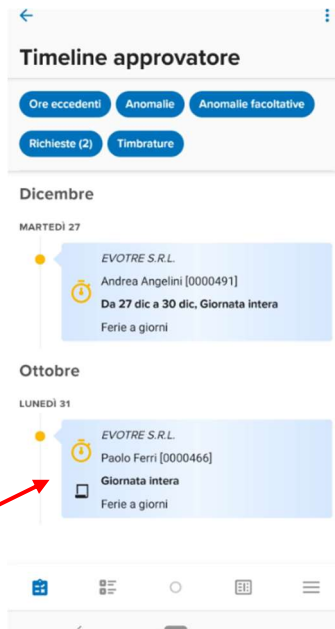 Timeline approvatore
Ore eccedenti Anomalie Anomalie facoltative
Richieste (2) Timbrature
Dicembre
MARTEDÌ 27
EVOTRE S.R.L.
Andrea Angelini [0000491]
Da 27 dic a 30 dic, Giornata intera
Ferie a giorni
Ottobre
LUNEDÌ 31
EVOTRE S.R.L.
Paolo Ferri [0000466]
Giornata intera
Ferie a giorni